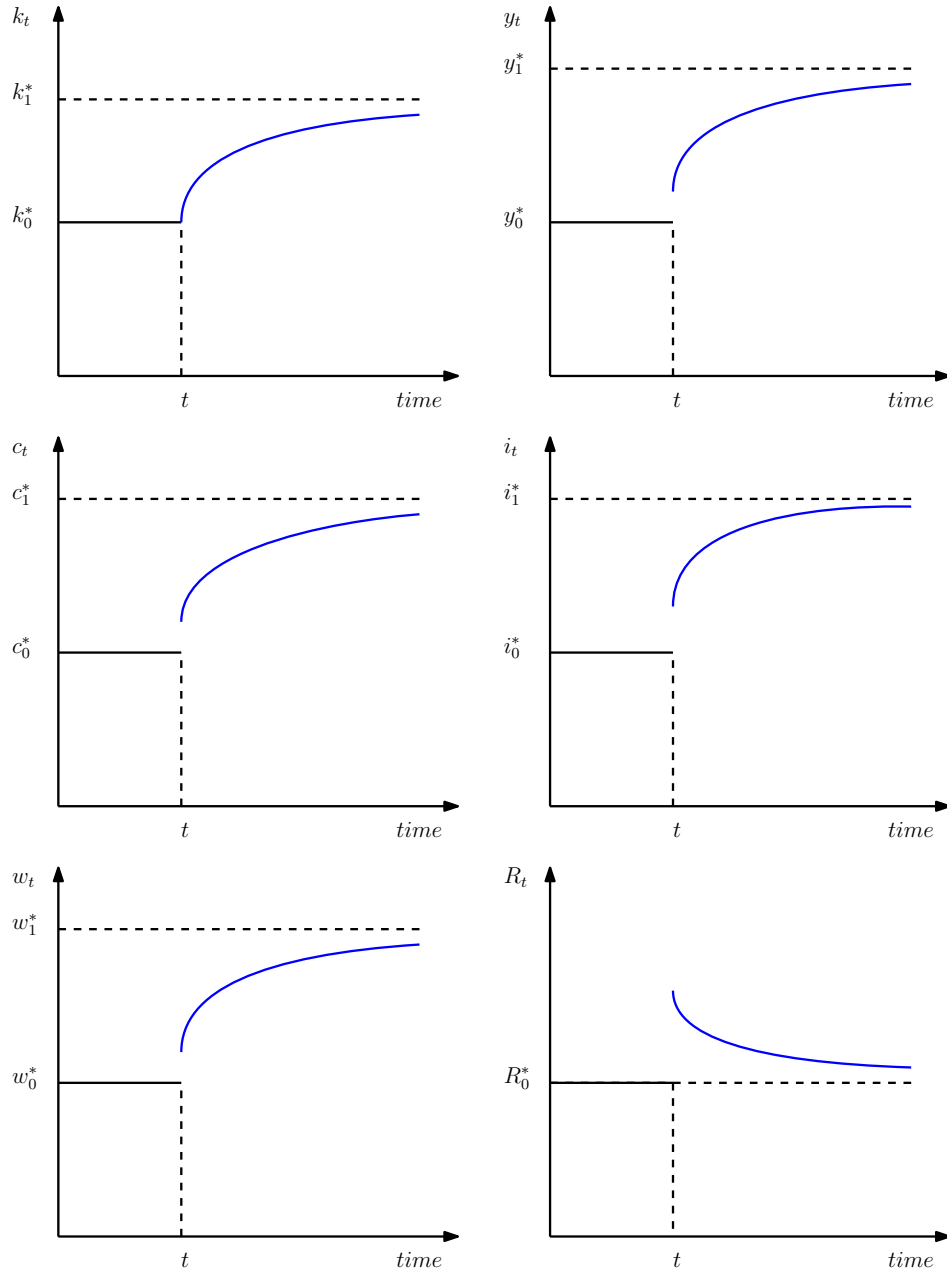 k_t
k_1^*
k_0^*
t time
y_t
y_1^*
y_0^*
t time
c_t
c_1^*
c_0^*
t time
i_t
i_1^*
i_0^*
t time
w_t
w_1^*
w_0^*
t time
R_t
R_0^*
t time